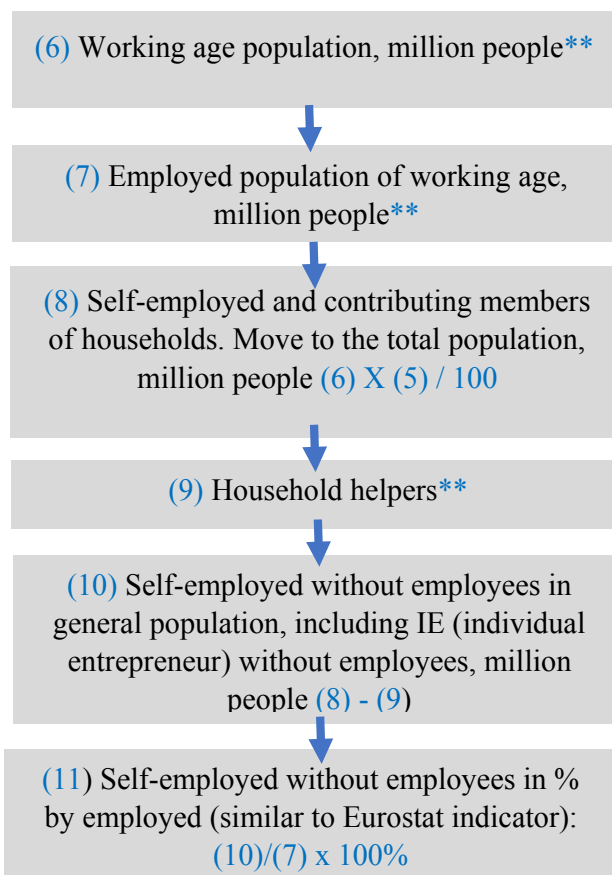 (6) Working age population, million people**
(7) Employed population of working age,
million people**
(8) Self-employed and contributing members
of households. Move to the total population,
million people (6) X (5) / 100
(9) Household helpers**
(10) Self-employed without employees in
general population, including IE (individual
entrepreneur) without employees, million
people (8) - (9)
(11) Self-employed without employees in %
by employed (similar to Eurostat indicator):
(10)/(7) x 100%